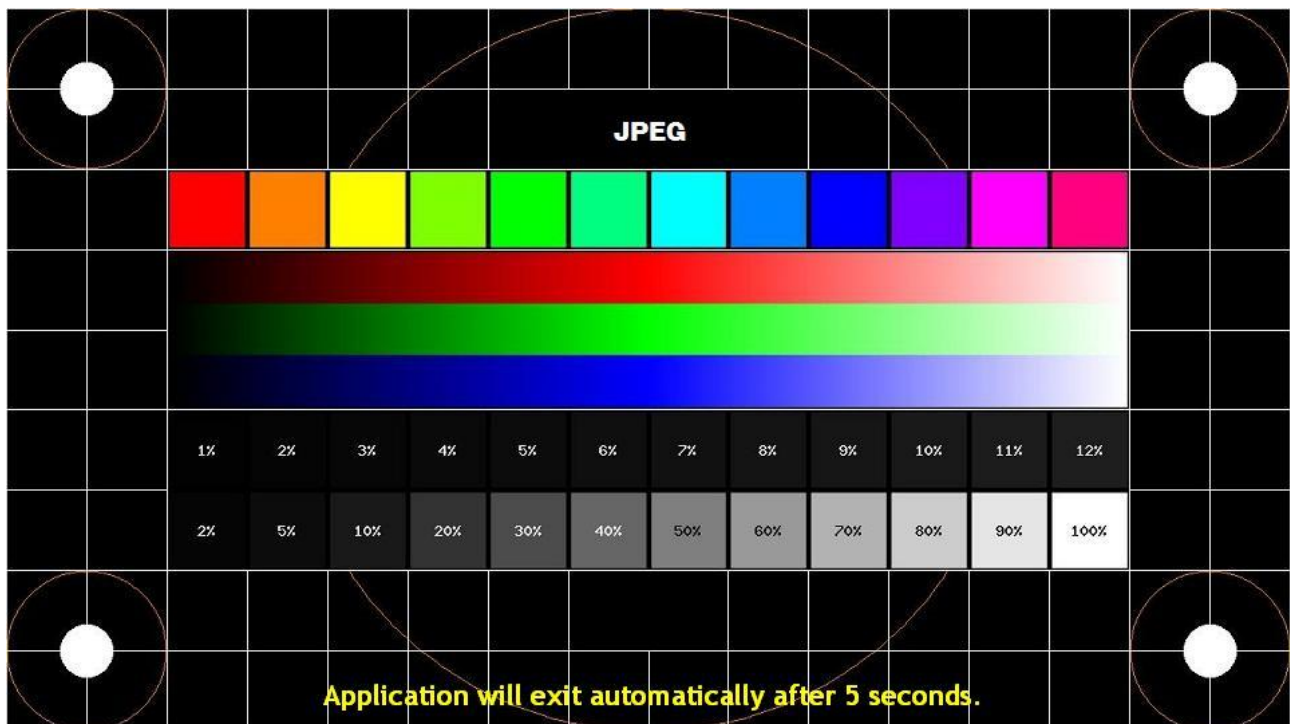 JPEG
1% 2% 3% 4% 5% 6% 7% 8% 9% 10% 11% 12%
2% 5% 10% 20% 30% 40% 50% 60% 70% 80% 90% 100%
Application will exit automatically after 5 seconds.